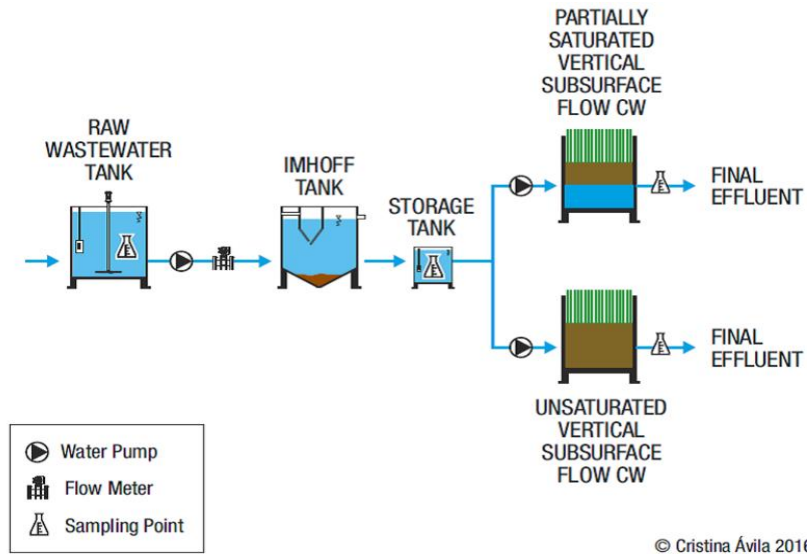 RAW
WASTEWATER
TANK
IMHOFF
TANK
STORAGE
TANK
PARTIALLY
SATURATED
VERTICAL
SUBSURFACE
FLOW CW
FINAL
EFFLUENT
FINAL
EFFLUENT
UNSATURATED
VERTICAL
SUBSURFACE
FLOW CW
Water Pump
Flow Meter
Sampling Point
© Cristina Ávila 2016